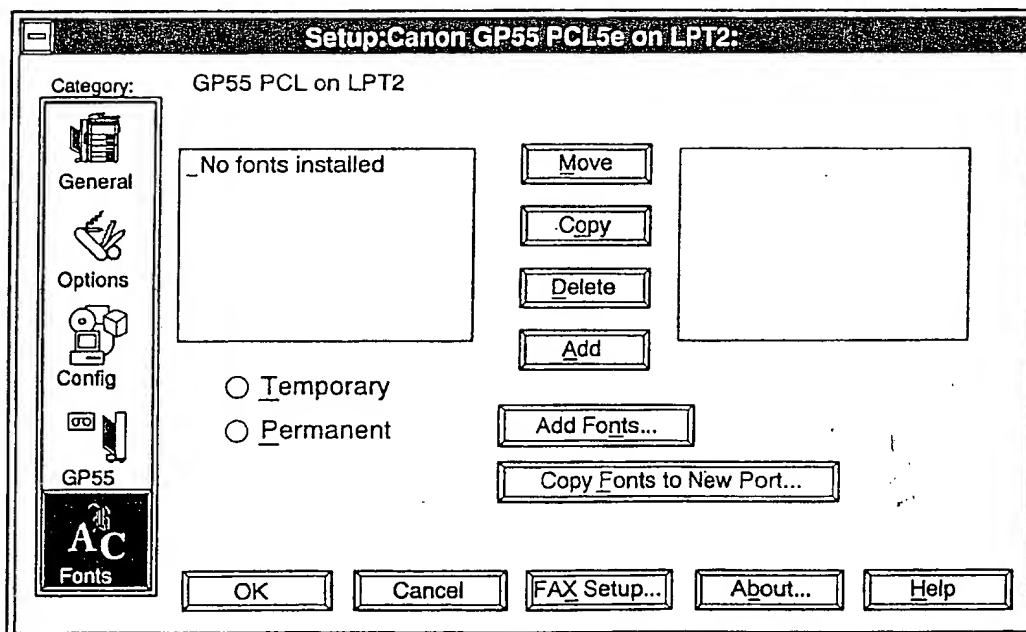 Setup:Canon GP55 PCL5e on LPT2:
Category:
GP55 PCL on LPT2
General
Options
Config
GP55
AC
Fonts
_No fonts installed
Move
Copy
Delete
Add
Temporary
Permanent
Add Fonts...
Copy Fonts to New Port...
OK
Cancel
FAX Setup...
About...
Help